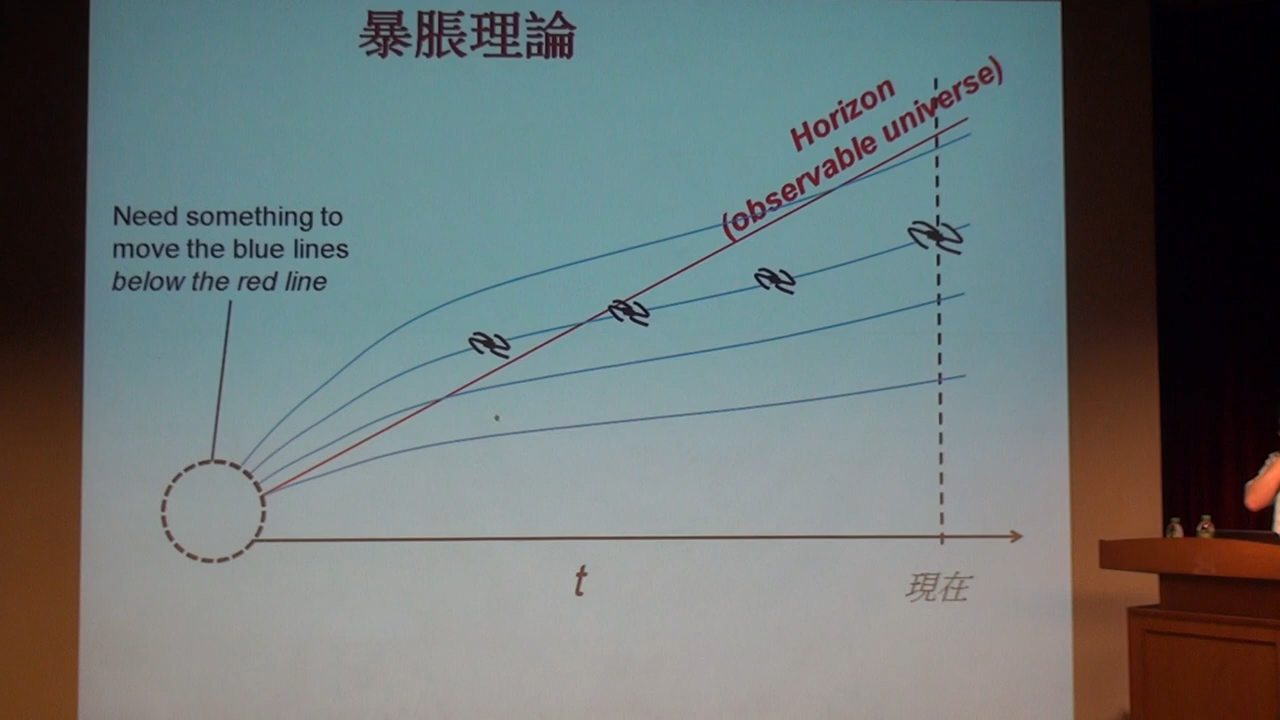 暴脹理論
Horizon
(observable universe)
Need something to
move the blue lines
below the red line
t
現在